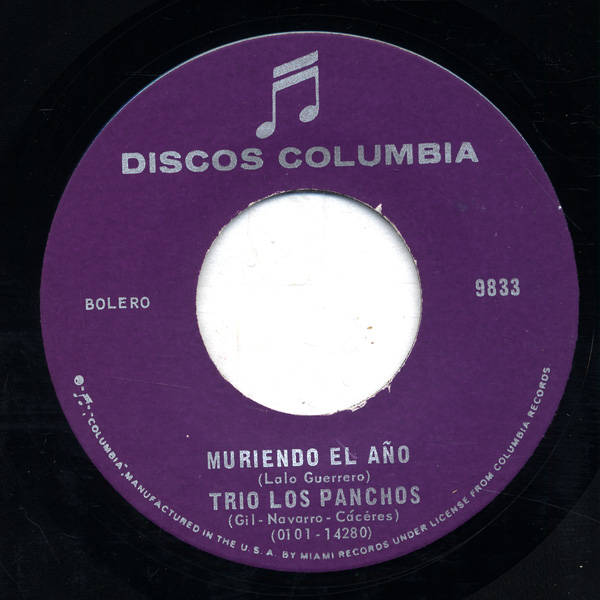 DISCOS COLUMBIA
BOLERO
9833
MURIENDO EL AÑO
(Lalo Guerrero)
TRIO LOS PANCHOS
(Gil - Navarro - Cácéres)
(0101 - 14280)
"COLUMBIA", MANUFACTURED IN THE U. S. A. BY MIAMI RECORDS UNDER LICENSE FROM COLUMBIA RECORDS